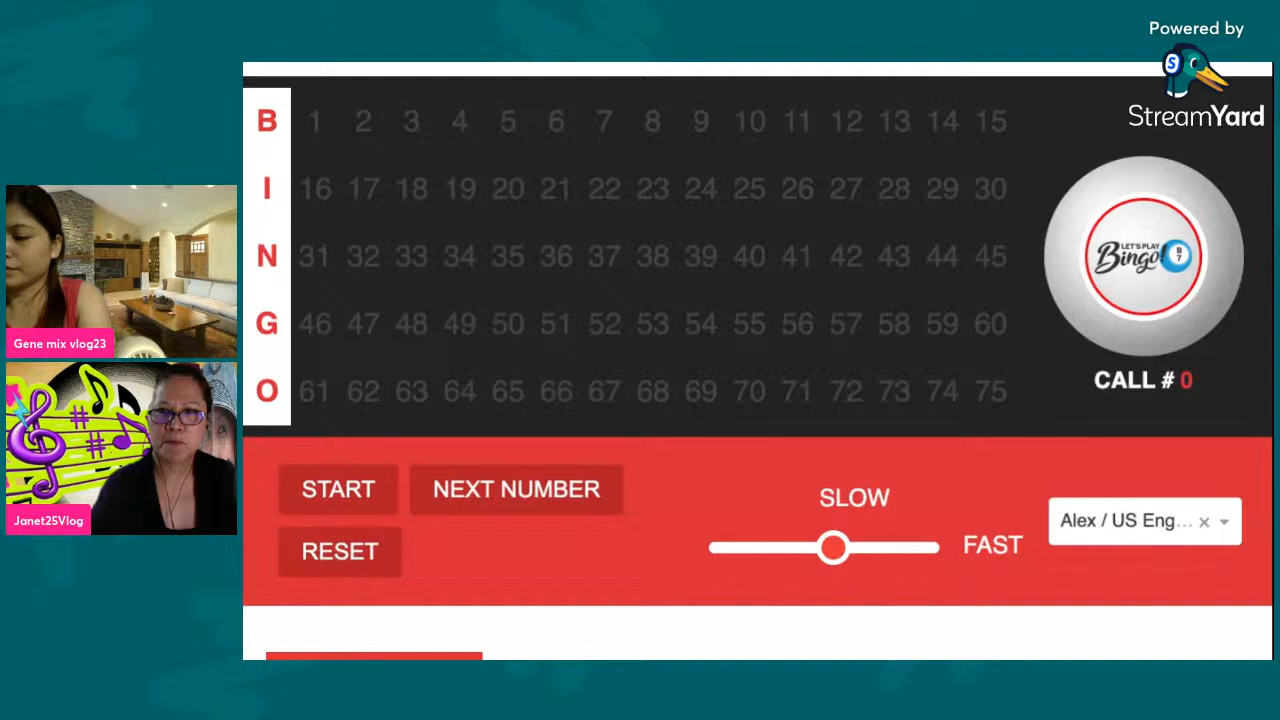 Powered by
StreamYard
B 1 2 3 4 5 6 7 8 9 10 11 12 13 14 15
I 16 17 18 19 20 21 22 23 24 25 26 27 28 29 30
N 31 32 33 34 35 36 37 38 39 40 41 42 43 44 45
G 46 47 48 49 50 51 52 53 54 55 56 57 58 59 60
O 61 62 63 64 65 66 67 68 69 70 71 72 73 74 75
LET'S PLAY
Bingo!
B
7
CALL # 0
START NEXT NUMBER
RESET
SLOW
FAST
Alex / US Eng...
Gene mix vlog23
Janet25Vlog